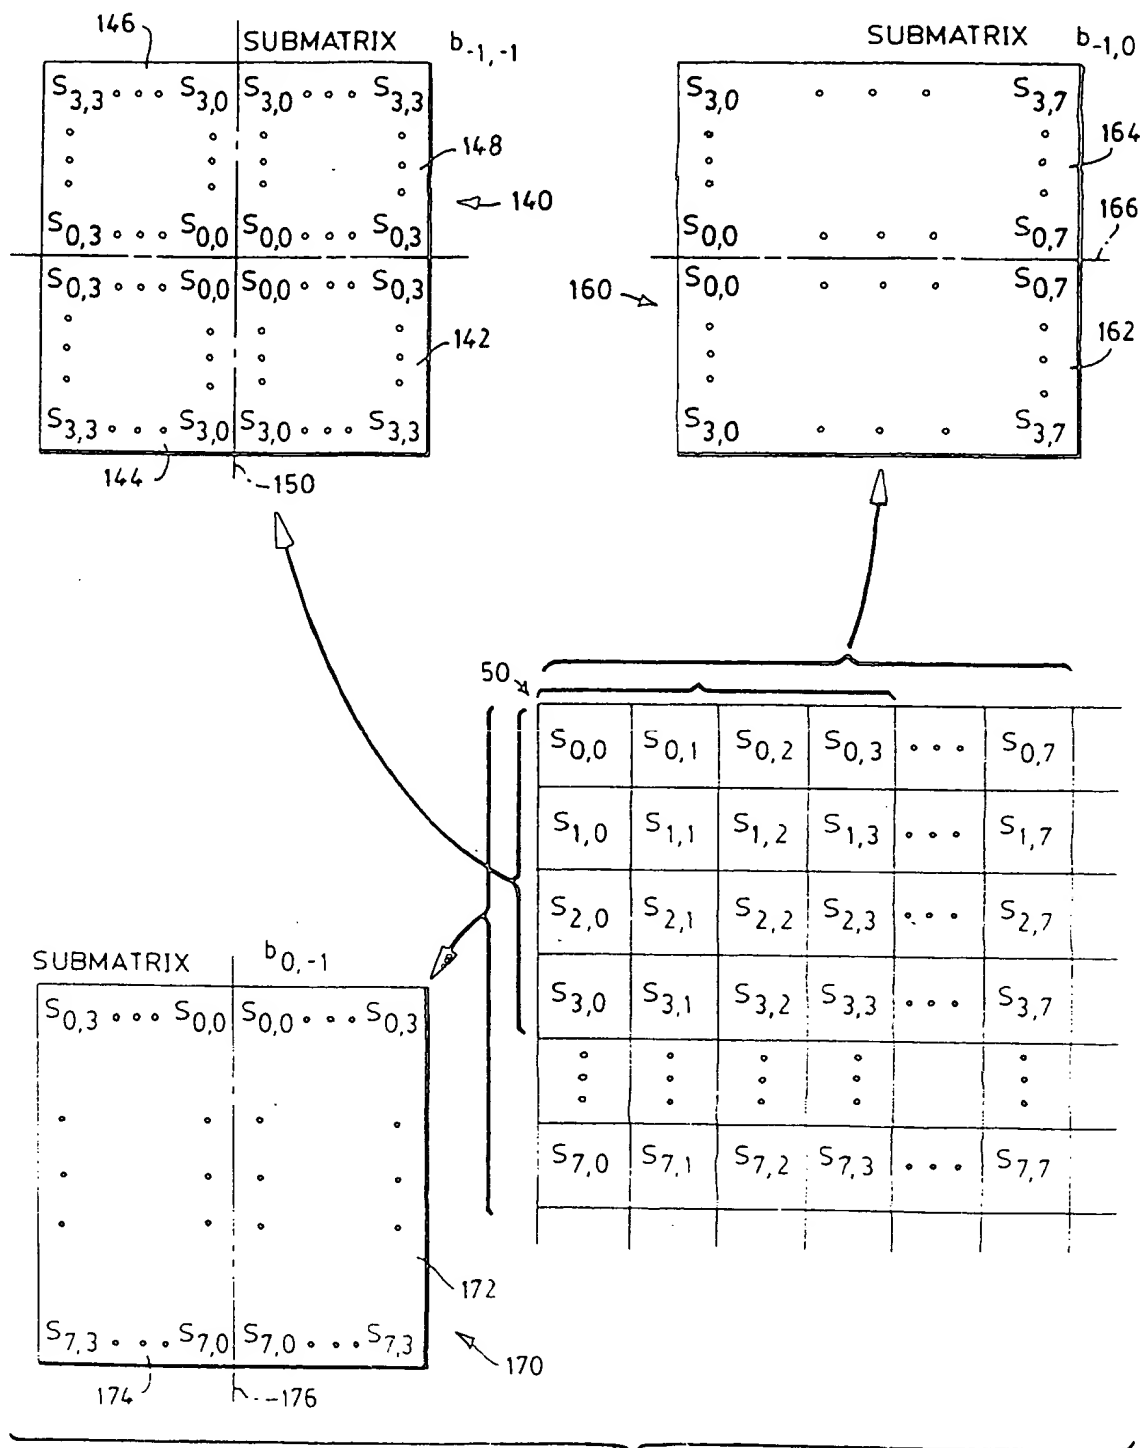 146
SUBMATRIX b-1,-1
S3,3 . . . S3,0 S3,0 . . . S3,3
148
140
S0,3 . . . S0,0 S0,0 . . . S0,3
S0,3 . . . S0,0 S0,0 . . . S0,3
142
S3,3 . . . S3,0 S3,0 . . . S3,3
144
150
SUBMATRIX b-1,0
S3,0 . . . S3,7
164
166
S0,0 . . . S0,7
160
S0,0 . . . S0,7
162
S3,0 . . . S3,7
50
S0,0 S0,1 S0,2 S0,3 . . . S0,7
S1,0 S1,1 S1,2 S1,3 . . . S1,7
S2,0 S2,1 S2,2 S2,3 . . . S2,7
S3,0 S3,1 S3,2 S3,3 . . . S3,7
S7,0 S7,1 S7,2 S7,3 . . . S7,7
SUBMATRIX b0,-1
S0,3 . . . S0,0 S0,0 . . . S0,3
172
S7,3 . . . S7,0 S7,0 . . . S7,3
170
174
176